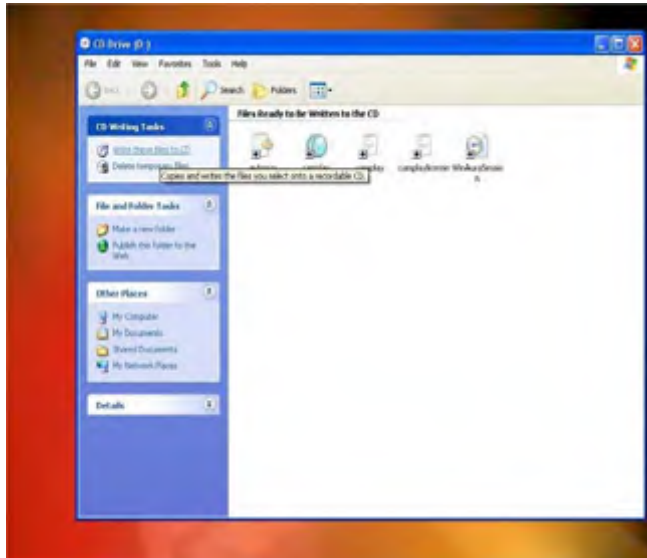 CD Drive (D:)
File Edit View Favorites Tools Help
Back Search Folders
Files Ready to Be Written to the CD
CD Writing Tasks
Write these files to CD
Delete temporary files
Copies and writes the files you select onto a recordable CD.
File and Folder Tasks
Make a new folder
Publish this folder to the
Web
Other Places
My Computer
My Documents
Shared Documents
My Network Places
Details